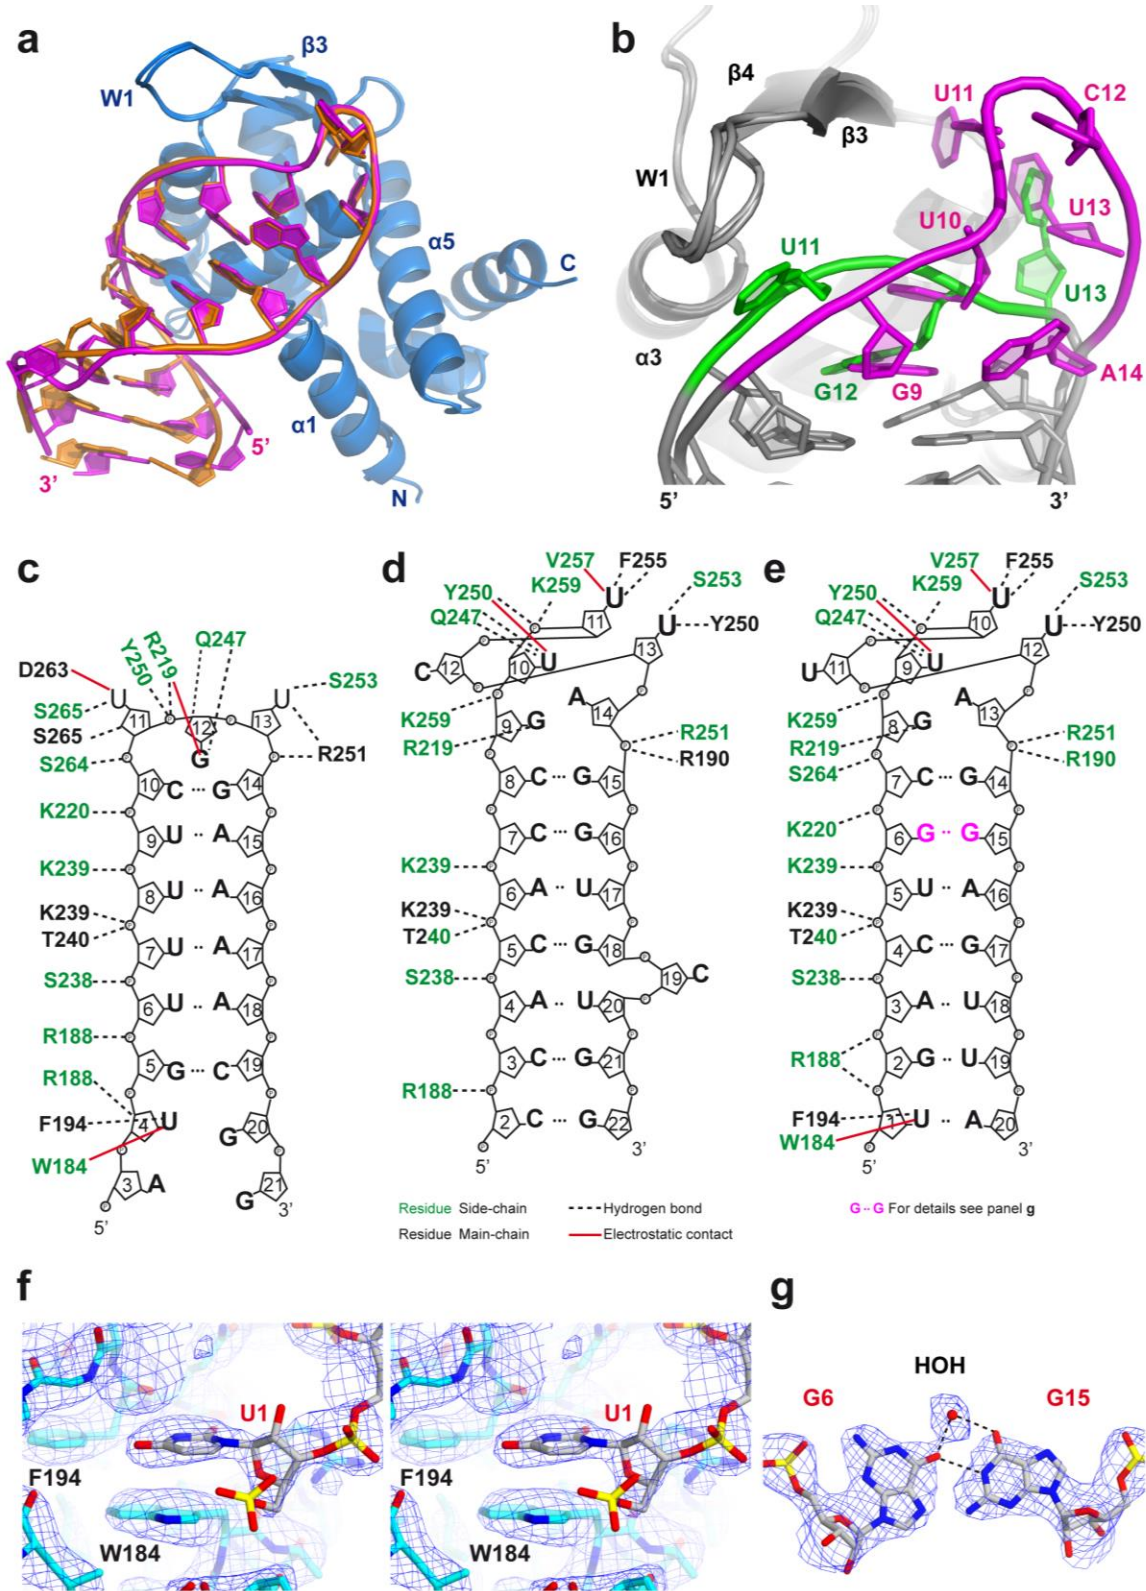 a
β3
W1
α5
C
α1
5’
3’
N
b
β4
U11
C12
β3
W1
U10
U13
U11
U13
α3
G12
G9
A14
5’
3’
c
R219
Y250
Q247
D263
U
U
S253
S265
11
12
13
S265
G
R251
S264
10 C G 14
K220
9 U A 15
K239
8 U A 16
K239
T240
7 U A 17
S238
6 U A 18
R188
5 G C 19
R188
F194
4 U
G 20
W184
3 A
G 21
5’
3’
d
V257
F255
K259
Y250
S253
Q247
U
11
U
Y250
13
C 12
10 U
A
14
K259
9 G
R219
R251
R190
8 C G 15
7 C G 16
K239
6 A U 17
K239
T240
5 C G 18
19 C
S238
4 A U 20
3 C G 21
R188
2 C G 22
5’
3’
e
V257
F255
K259
Y250
S253
Q247
U
10
U
Y250
12
U 11
9 U
A
13
K259
8 G
R219
R251
S264
R190
7 C G 14
K220
6 G G 15
K239
5 U A 16
K239
T240
4 C G 17
S238
3 A U 18
R188
2 G U 19
F194
1 U A 20
W184
5’
3’
Residue Side-chain
Hydrogen bond
G ·· G For details see panel g
Residue Main-chain
Electrostatic contact
f
U1
F194
W184
U1
F194
W184
g
HOH
G6
G15